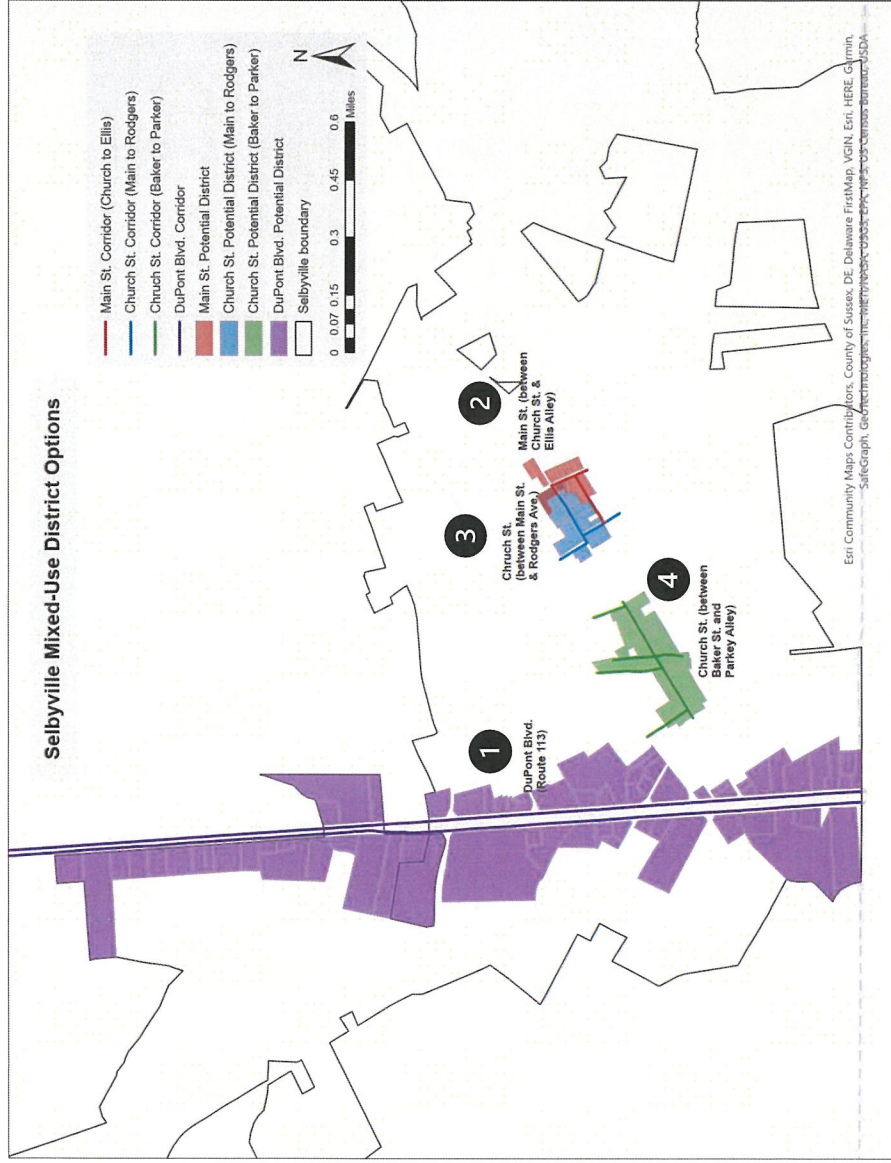 Selbyville Mixed-Use District Options
Main St. Corridor (Church to Ellis)
Church St. Corridor (Main to Rodgers)
Chruch St. Corridor (Baker to Parker)
DuPont Blvd. Corridor
Main St. Potential District
Church St. Potential District (Main to Rodgers)
Church St. Potential District (Baker to Parker)
DuPont Blvd. Potential District
Selbyville boundary
N
0 0.07 0.15 0.3 0.45 0.6
Miles
1
DuPont Blvd.
(Route 113)
2
Main St. (between
Church St. &
Ellis Alley)
3
Chruch St.
(between Main St.
& Rodgers Ave,)
4
Church St. (between
Baker St. and
Parkey Alley)
Esri Community Maps Contributors, County of Sussex, DE, Delaware FirstMap, VGIN, Esri, HERE, Garmin,
SafeGraph, GeoTechnologies, Inc, METI/NASA, USGS, EPA, NPS, US Census Bureau, USDA